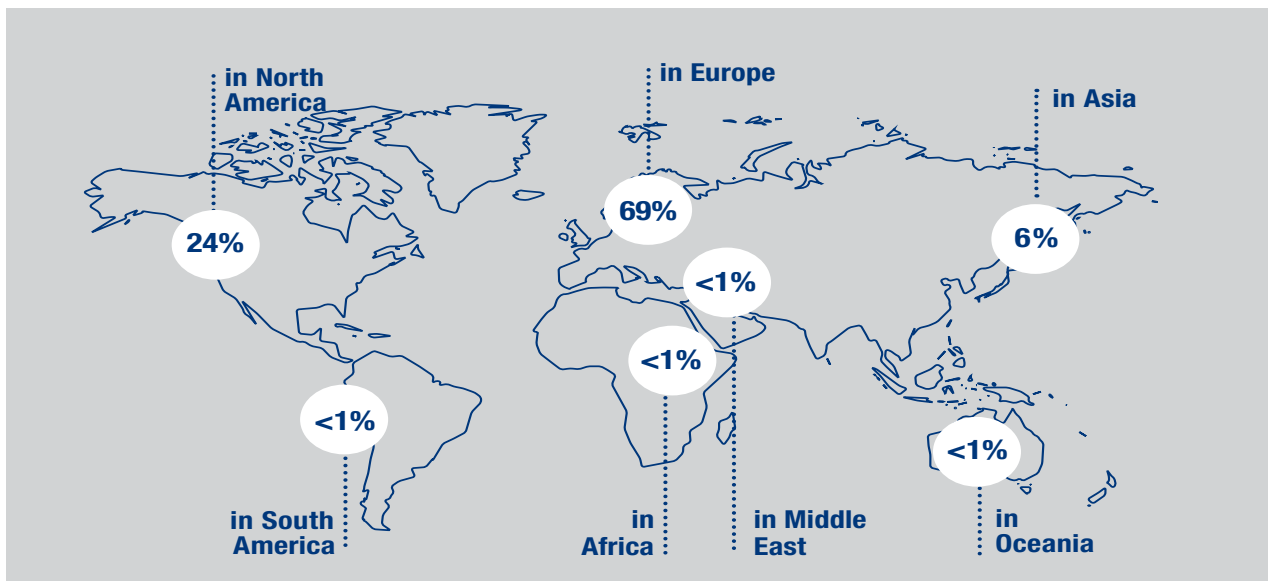 in North
America
24%
in Europe
69%
in Asia
6%
<1%
in Middle
East
<1%
in
Africa
<1%
in South
America
<1%
in
Oceania